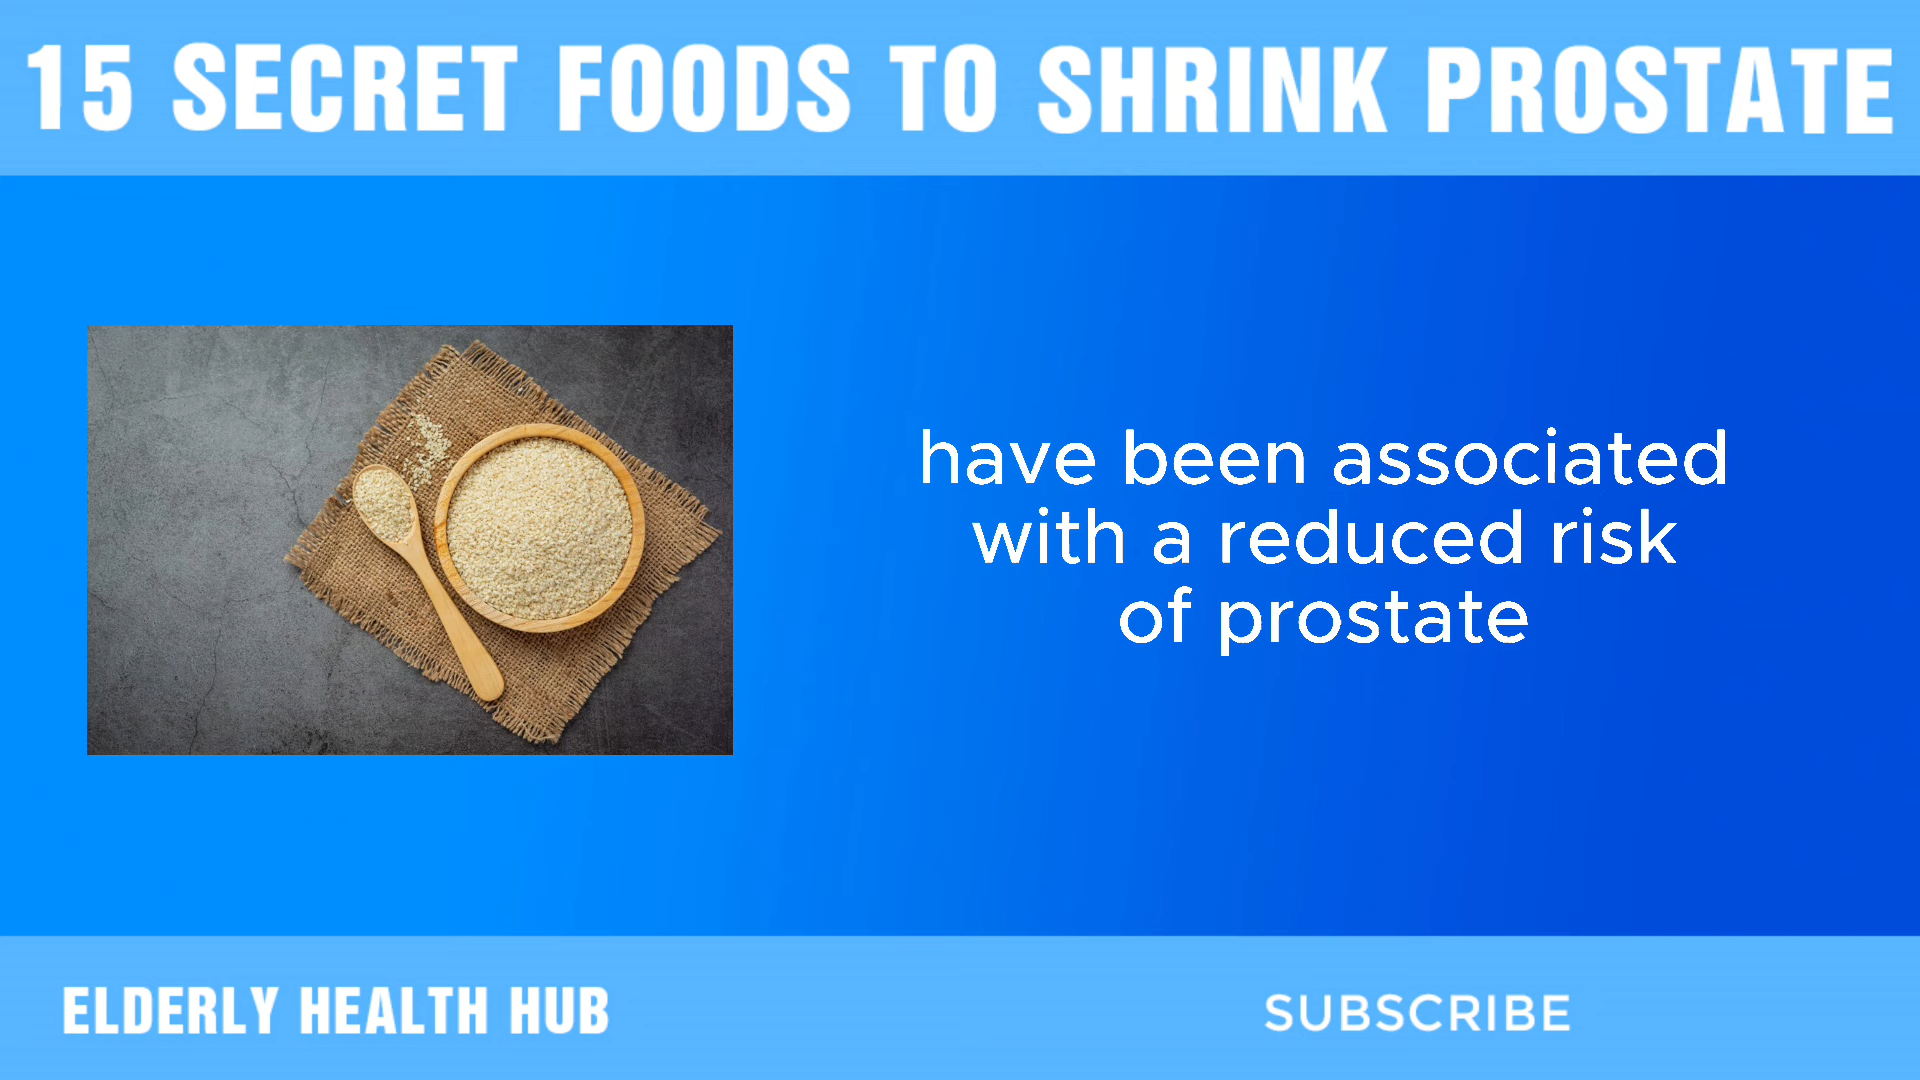 15 SECRET FOODS TO SHRINK PROSTATE
have been associated
with a reduced risk
of prostate
ELDERLY HEALTH HUB
SUBSCRIBE